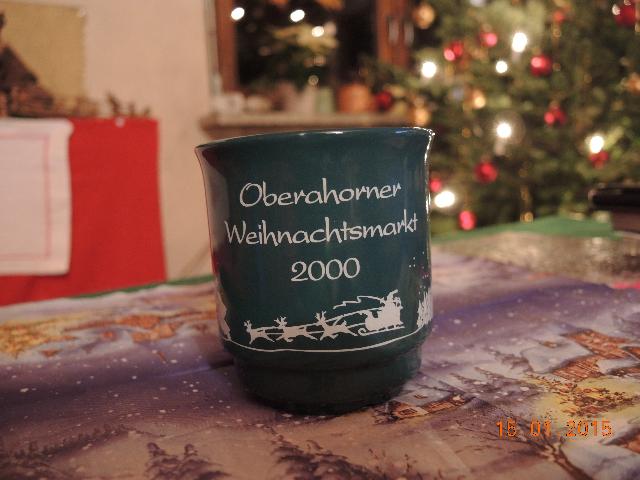 Oberahorner
Weihnachtsmarkt
2000
15 01 2015